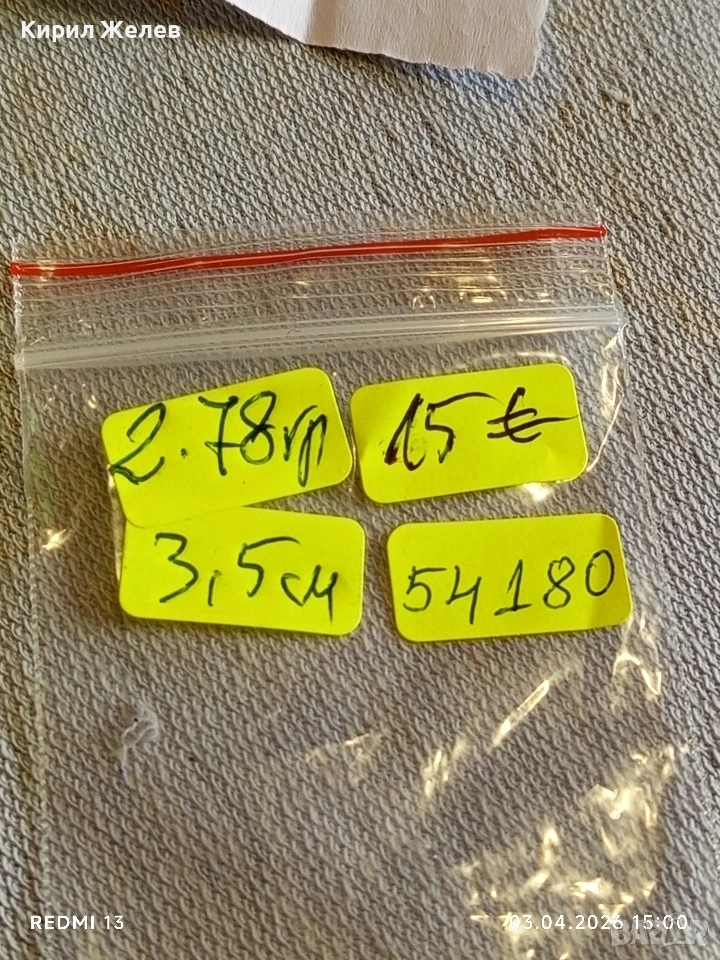 Кирил Желев
2.78гр
15 €
3,5см
54180
REDMI 13
03.04.2026 15:00